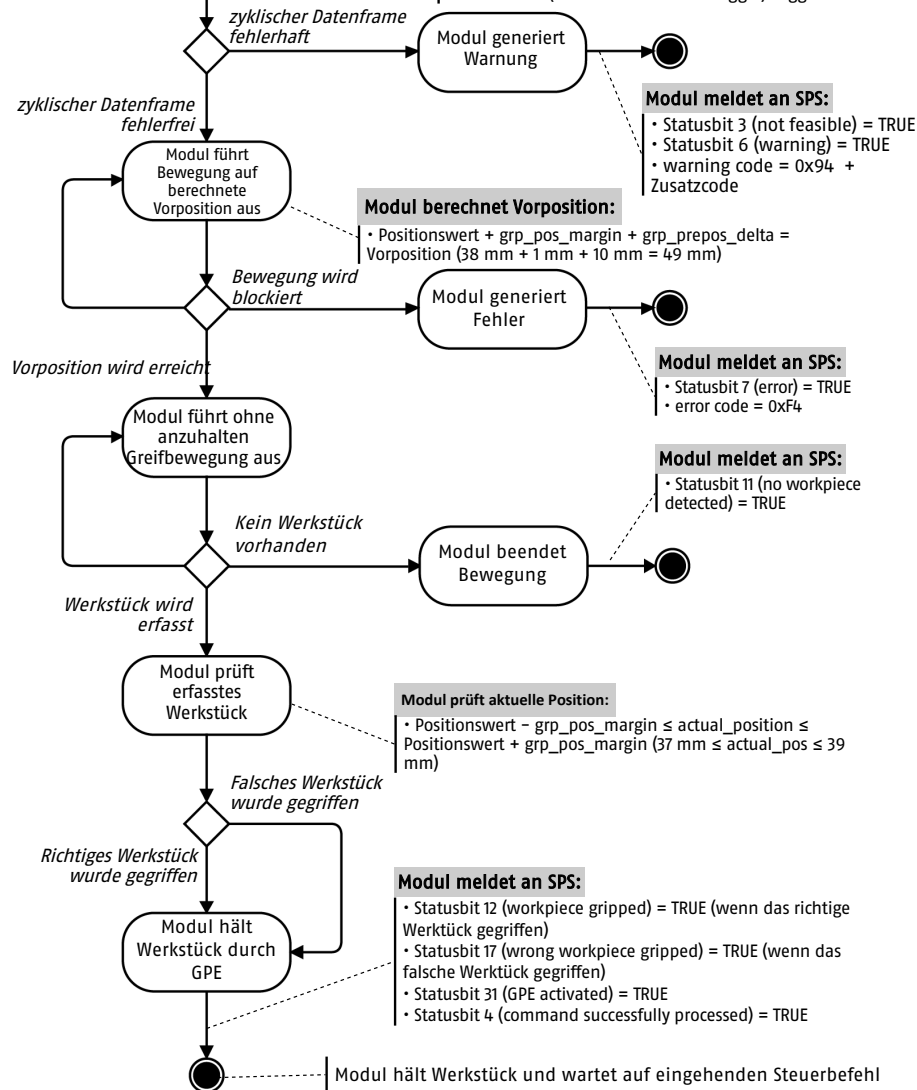 zyklischer Datenframe
fehlerhaft
Modul generiert
Warnung
Modul meldet an SPS:
• Statusbit 3 (not feasible) = TRUE
• Statusbit 6 (warning) = TRUE
• warning code = 0x94 +
Zusatzcode
zyklischer Datenframe
fehlerfrei
Modul führt
Bewegung auf
berechnete
Vorposition aus
Modul berechnet Vorposition:
• Positionswert + grp_pos_margin + grp_prepos_delta =
Vorposition (38 mm + 1 mm + 10 mm = 49 mm)
Bewegung wird
blockiert
Modul generiert
Fehler
Modul meldet an SPS:
• Statusbit 7 (error) = TRUE
• error code = 0xF4
Vorposition wird erreicht
Modul führt ohne
anzuhalten
Greifbewegung aus
Modul meldet an SPS:
• Statusbit 11 (no workpiece
detected) = TRUE
Kein Werkstück
vorhanden
Modul beendet
Bewegung
Werkstück wird
erfasst
Modul prüft
erfasstes
Werkstück
Modul prüft aktuelle Position:
• Positionswert − grp_pos_margin ≤ actual_position ≤
Positionswert + grp_pos_margin (37 mm ≤ actual_pos ≤ 39
mm)
Falsches Werkstück
wurde gegriffen
Richtiges Werkstück
wurde gegriffen
Modul hält
Werkstück durch
GPE
Modul meldet an SPS:
• Statusbit 12 (workpiece gripped) = TRUE (wenn das richtige
Werktück gegriffen)
• Statusbit 17 (wrong workpiece gripped) = TRUE (wenn das
falsche Werktück gegriffen)
• Statusbit 31 (GPE activated) = TRUE
• Statusbit 4 (command successfully processed) = TRUE
Modul hält Werkstück und wartet auf eingehenden Steuerbefehl